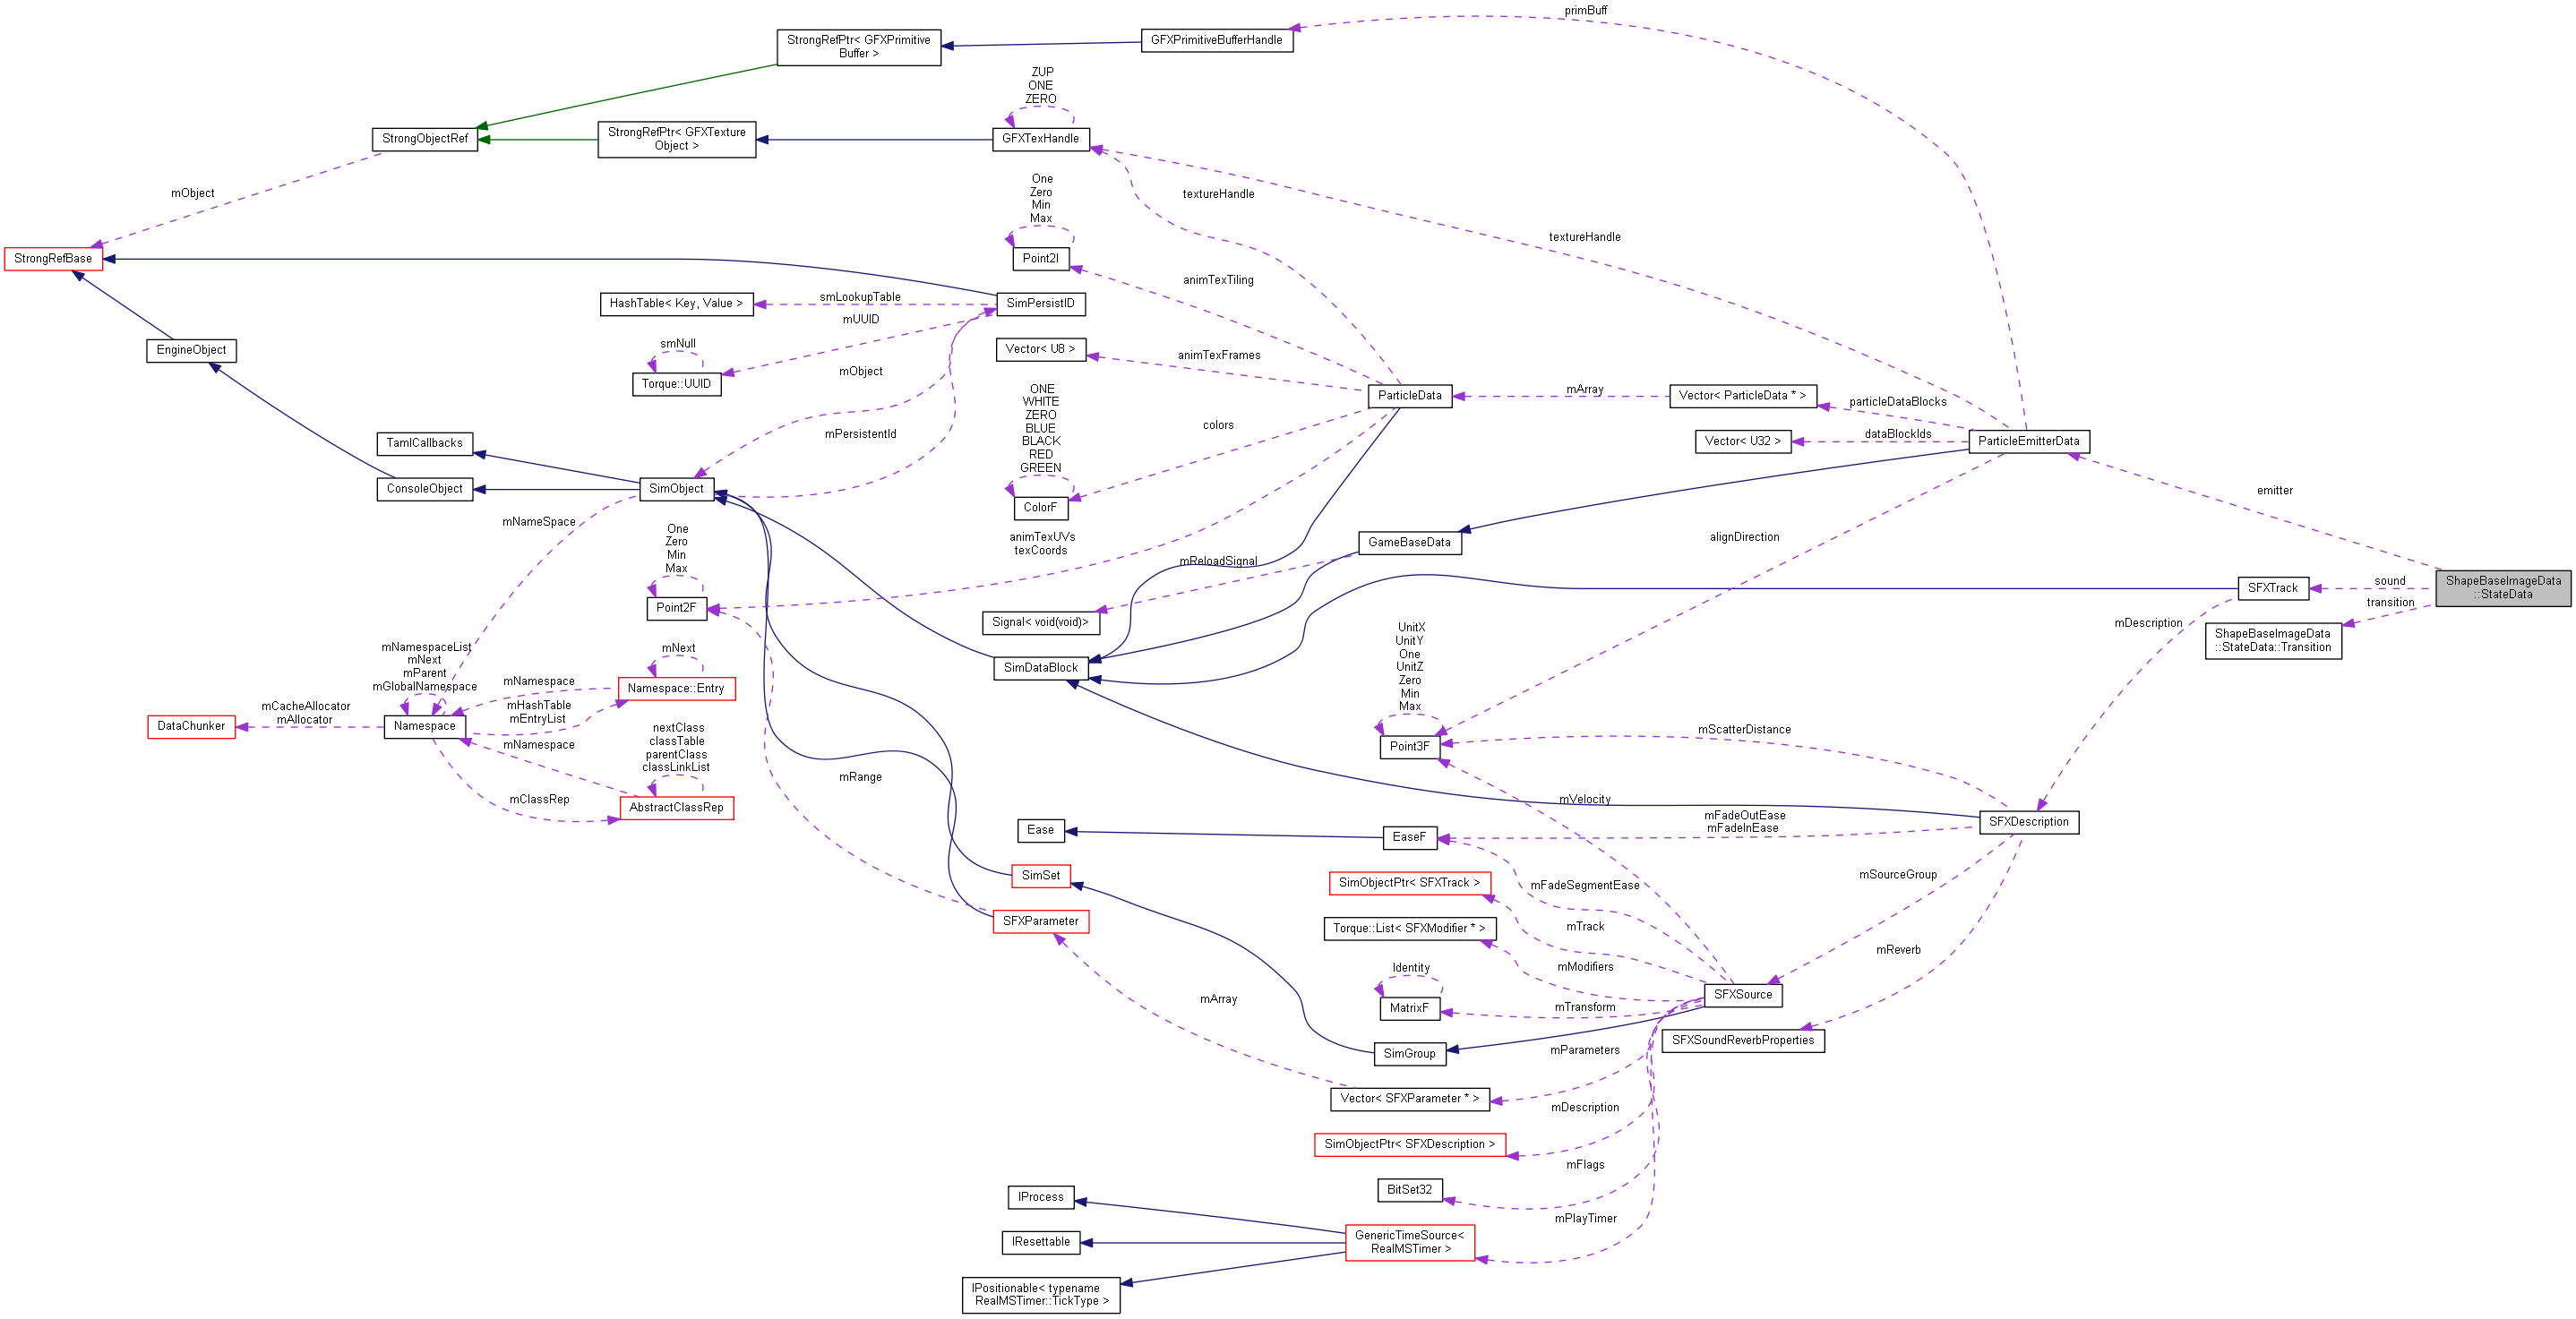 primBuff
StrongRefPtr< GFXPrimitive
Buffer >
GFXPrimitiveBufferHandle
ZUP
ONE
ZERO
StrongObjectRef
StrongRefPtr< GFXTexture
Object >
GFXTexHandle
mObject
textureHandle
textureHandle
One
Zero
Min
Max
StrongRefBase
Point2I
animTexTiling
HashTable< Key, Value >
smLookupTable
SimPersistID
mUUID
EngineObject
smNull
Torque::UUID
Vector< U8 >
animTexFrames
mObject
ParticleData
mArray
Vector< ParticleData * >
particleDataBlocks
ONE
WHITE
ZERO
BLUE
BLACK
RED
GREEN
colors
mPersistentId
TamlCallbacks
Vector< U32 >
dataBlockIds
ParticleEmitterData
ConsoleObject
SimObject
ColorF
emitter
mNameSpace
One
Zero
Min
Max
animTexUVs
texCoords
GameBaseData
alignDirection
mReloadSignal
Point2F
Signal< void(void)>
SFXTrack
sound
ShapeBaseImageData
::StateData
transition
mDescription
ShapeBaseImageData
::StateData::Transition
mNamespaceList
mNext
mParent
mGlobalNamespace
mNext
mNamespace
Namespace::Entry
SimDataBlock
UnitX
UnitY
One
UnitZ
Zero
Min
Max
DataChunker
mCacheAllocator
mAllocator
Namespace
mHashTable
mEntryList
mNamespace
nextClass
classTable
parentClass
classLinkList
Point3F
mScatterDistance
mClassRep
AbstractClassRep
mRange
mVelocity
Ease
EaseF
mFadeOutEase
mFadeInEase
SFXDescription
SimSet
SimObjectPtr< SFXTrack >
mFadeSegmentEase
mSourceGroup
SFXParameter
Torque::List< SFXModifier * >
mTrack
mReverb
Identity
mModifiers
mArray
MatrixF
mTransform
SFXSource
SimGroup
mParameters
SFXSoundReverbProperties
Vector< SFXParameter * >
mDescription
SimObjectPtr< SFXDescription >
mFlags
BitSet32
IProcess
mPlayTimer
IResettable
GenericTimeSource<
RealMSTimer >
IPositionable< typename
RealMSTimer::TickType >